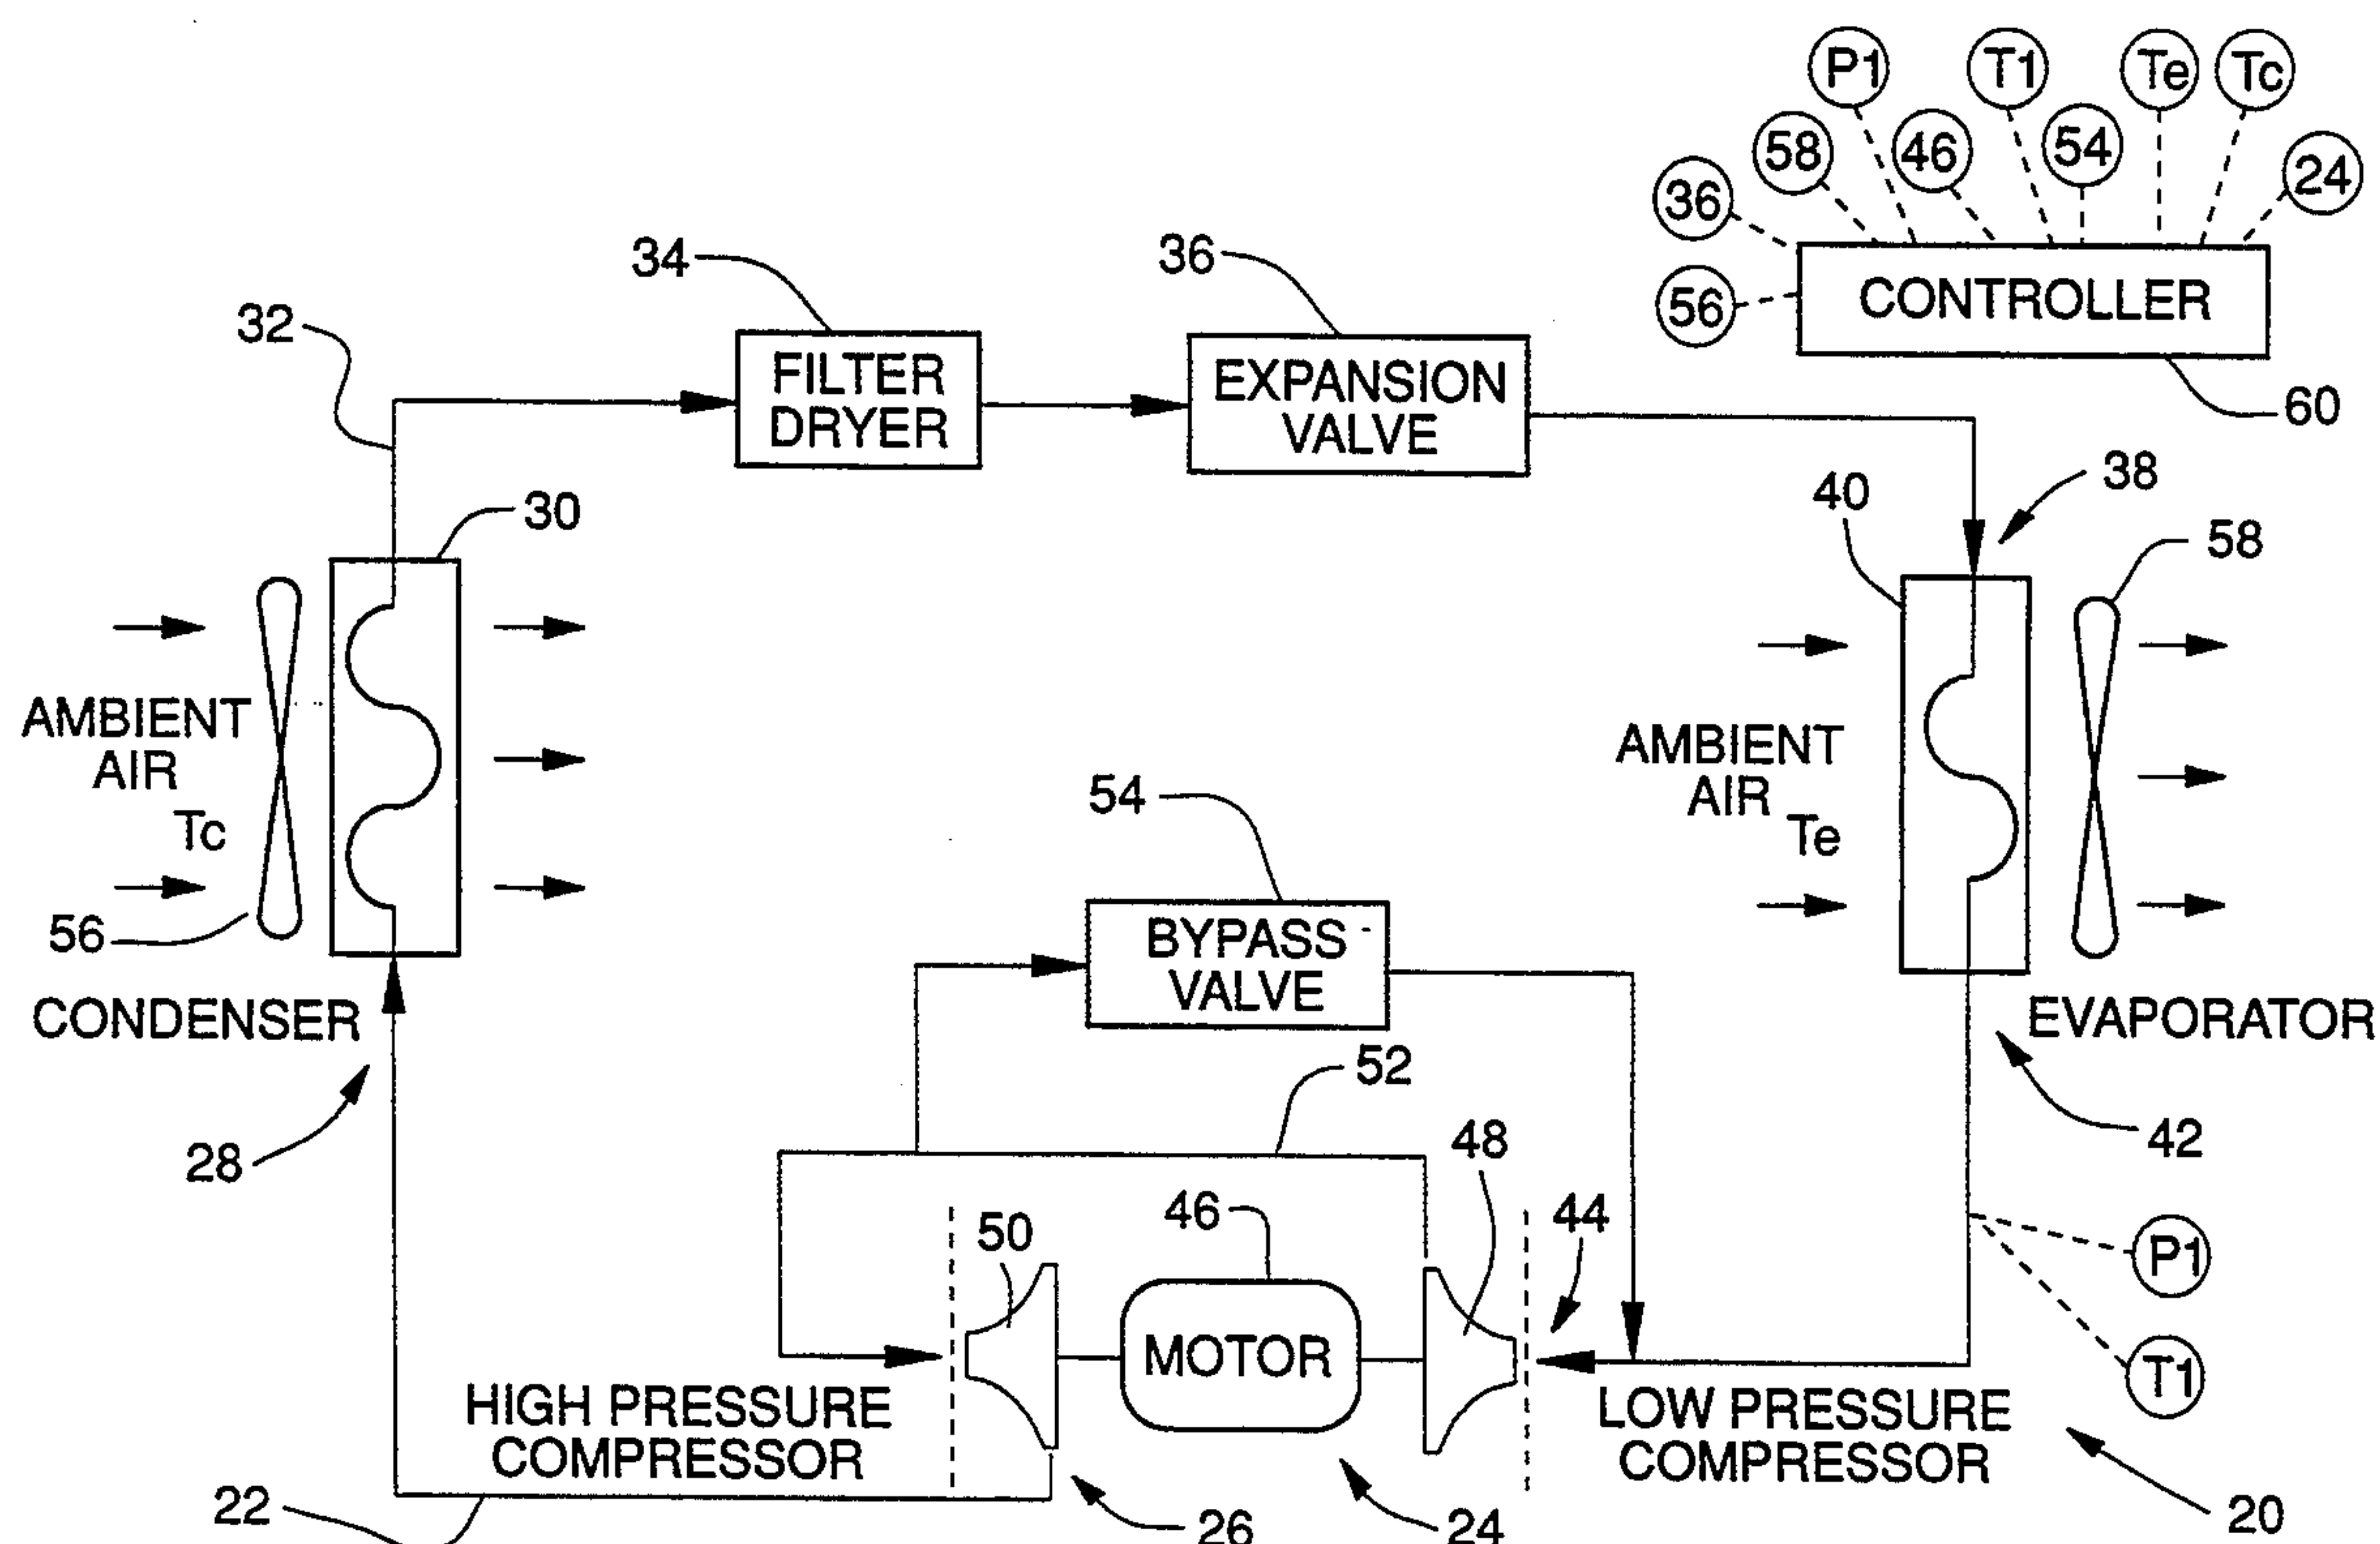 P1
T1
Te
Tc
58
46
54
24
36
56
CONTROLLER
60
34
36
32
FILTER
DRYER
EXPANSION
VALVE
38
40
30
58
AMBIENT
AIR
Tc
AMBIENT
AIR
Te
54
56
BYPASS
VALVE
CONDENSER
EVAPORATOR
52
28
48
42
50
46
44
P1
MOTOR
T1
HIGH PRESSURE
COMPRESSOR
LOW PRESSURE
COMPRESSOR
22
26
24
20